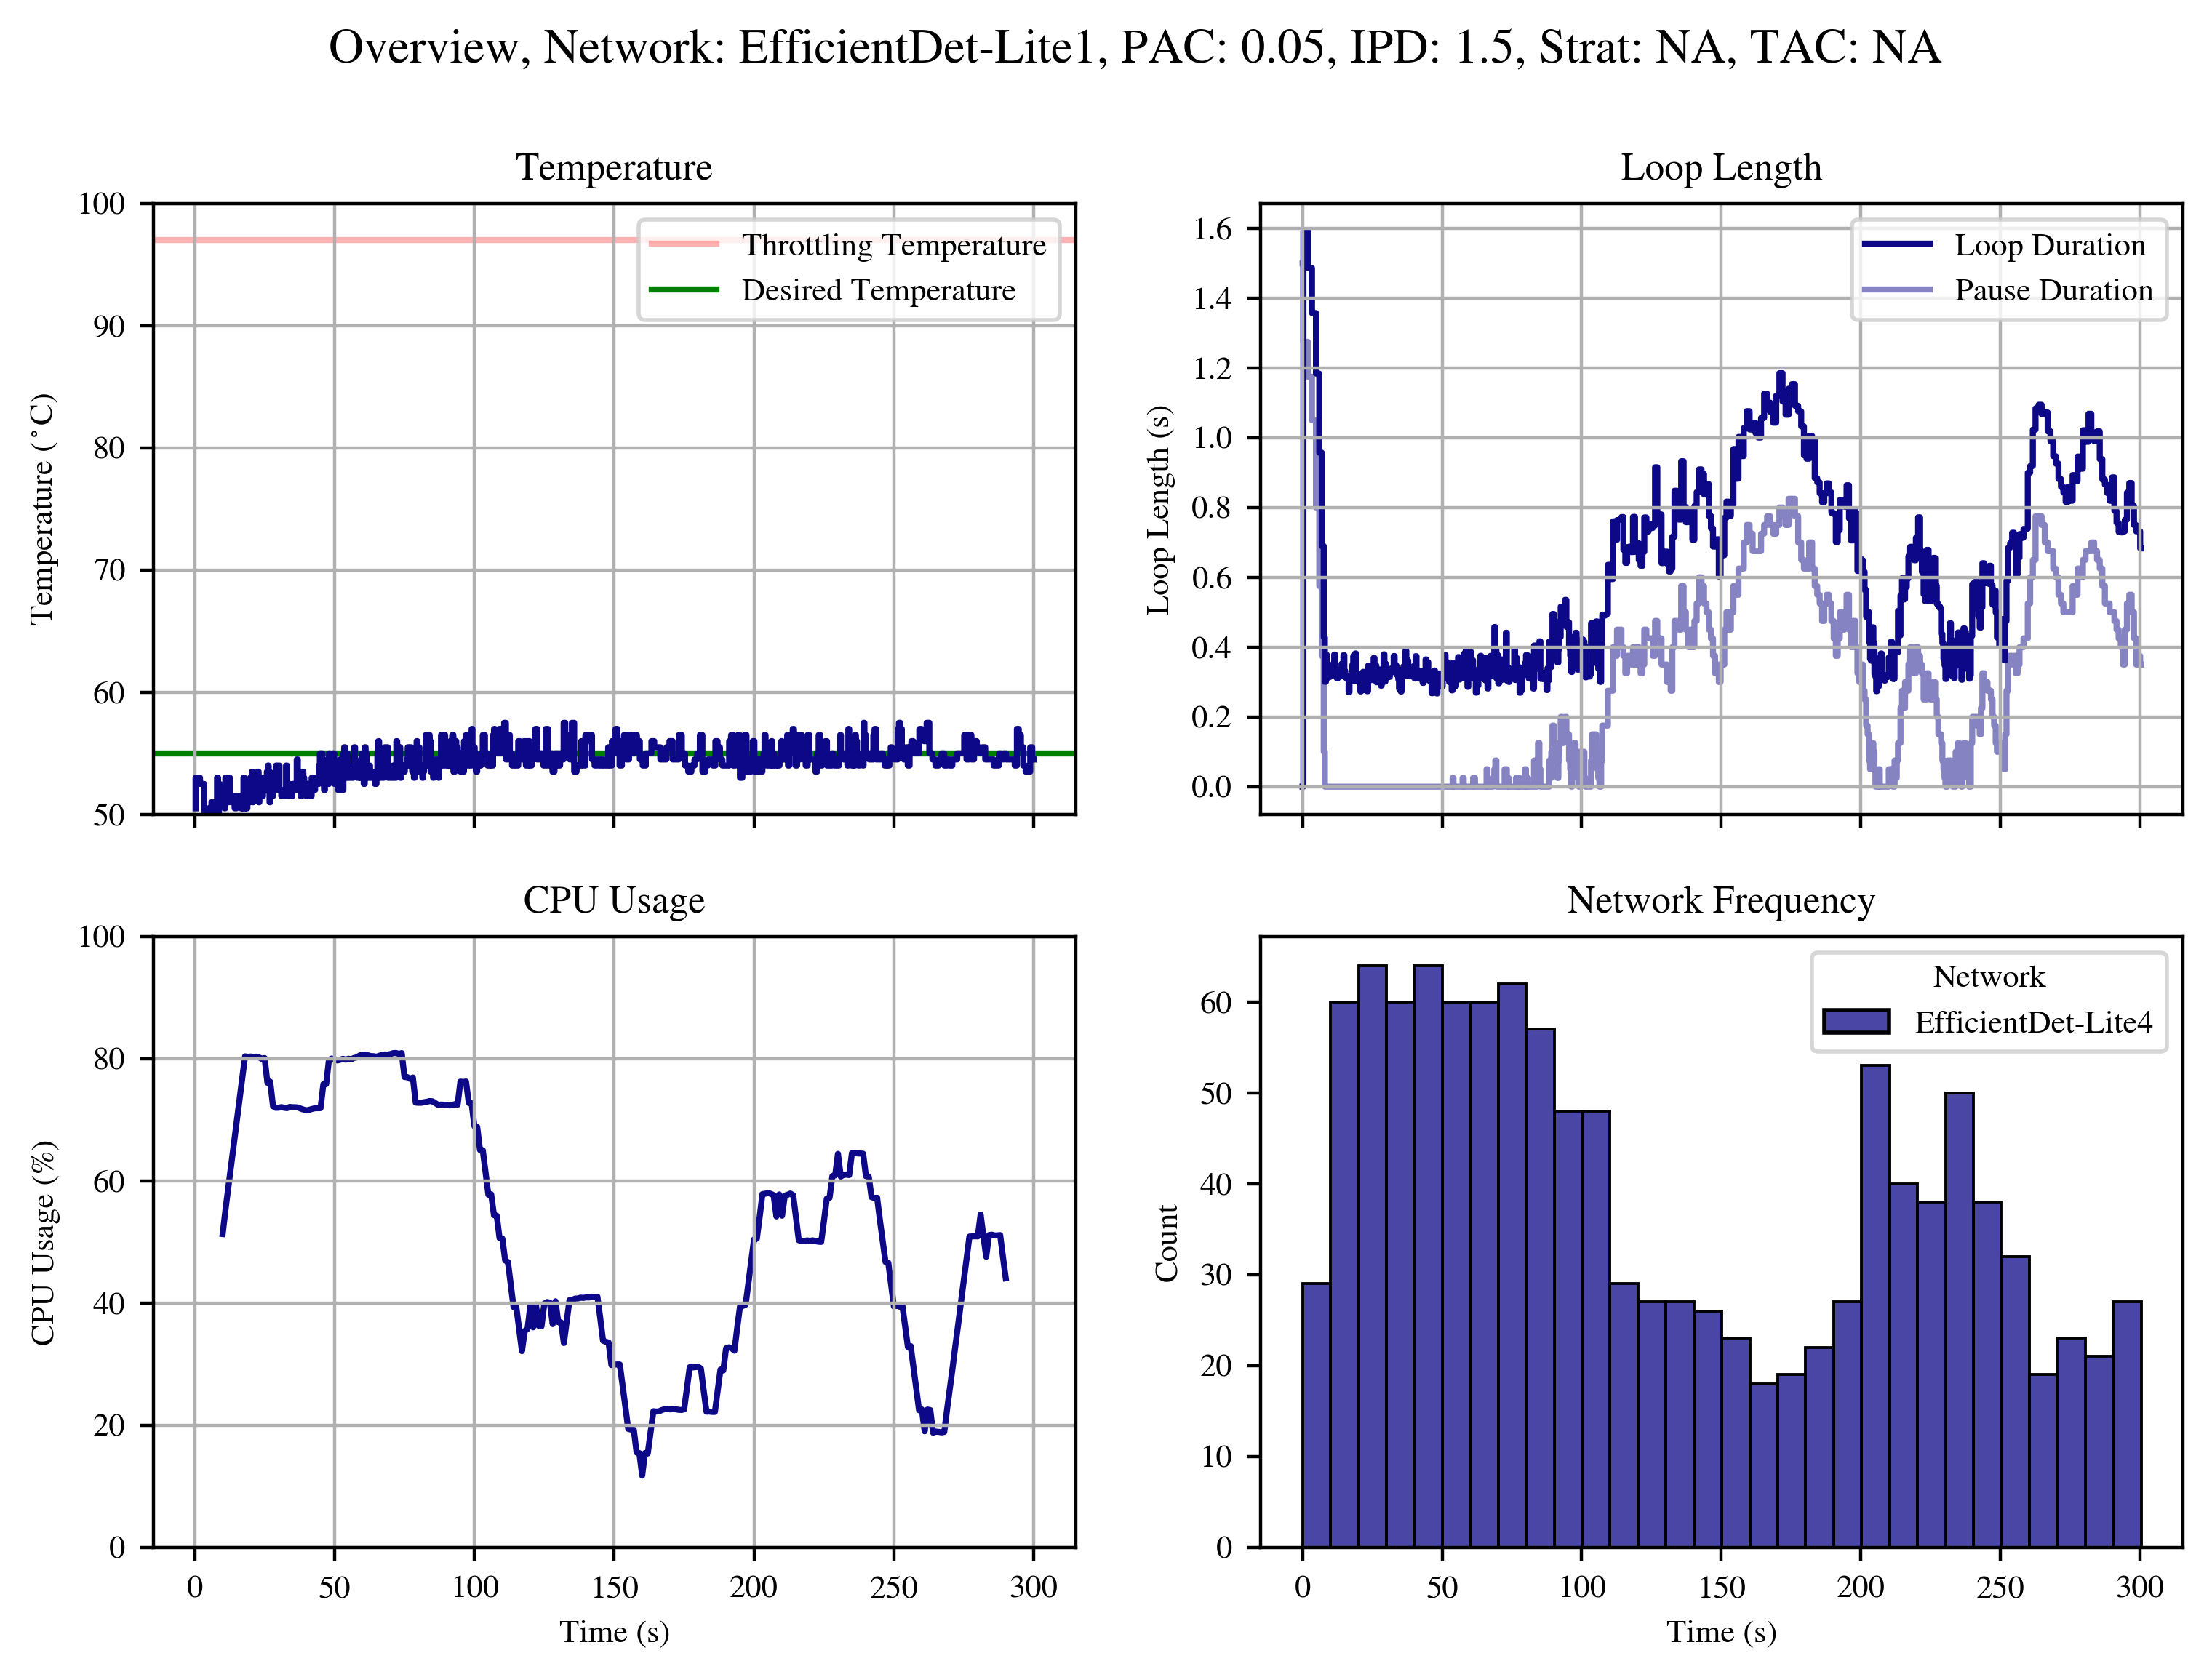 Overview, Network: EfficientDet-Lite1, PAC: 0.05, IPD: 1.5, Strat: NA, TAC: NA
Temperature
100
90
80
70
60
50
Temperature (°C)
Throttling Temperature
Desired Temperature
Loop Length
1.6
1.4
1.2
1.0
0.8
0.6
0.4
0.2
0.0
Loop Length (s)
Loop Duration
Pause Duration
CPU Usage
100
80
60
40
20
0
CPU Usage (%)
0 50 100 150 200 250 300
Time (s)
Network Frequency
60
50
40
30
20
10
0
Count
Network
EfficientDet-Lite4
0 50 100 150 200 250 300
Time (s)